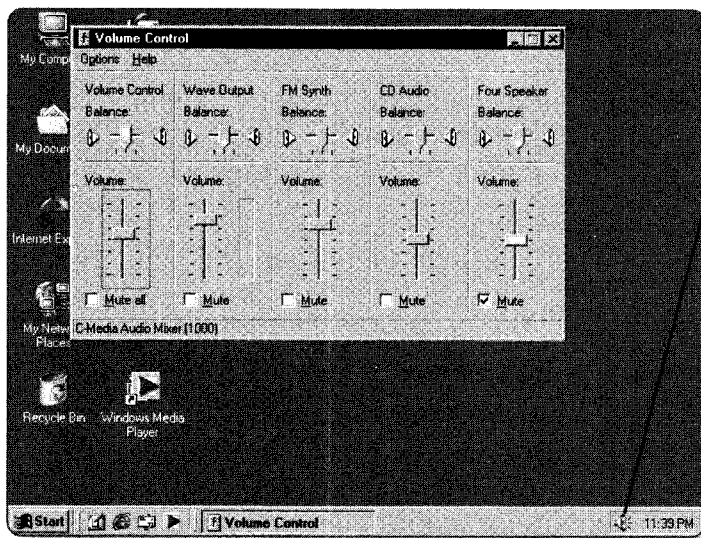 Volume Control
Options Help
Volume Control Wave Output FM Synth CD Audio Four Speaker
Balance: Balance: Balance: Balance: Balance:
Volume: Volume: Volume: Volume: Volume:
Mute all Mute Mute Mute Mute
C-Media Audio Mixer (1000)
My Comp
My Docum
Internet Ex
My Netw
Places
Recycle Bin
Windows Media
Player
Start Volume Control 11:39 PM